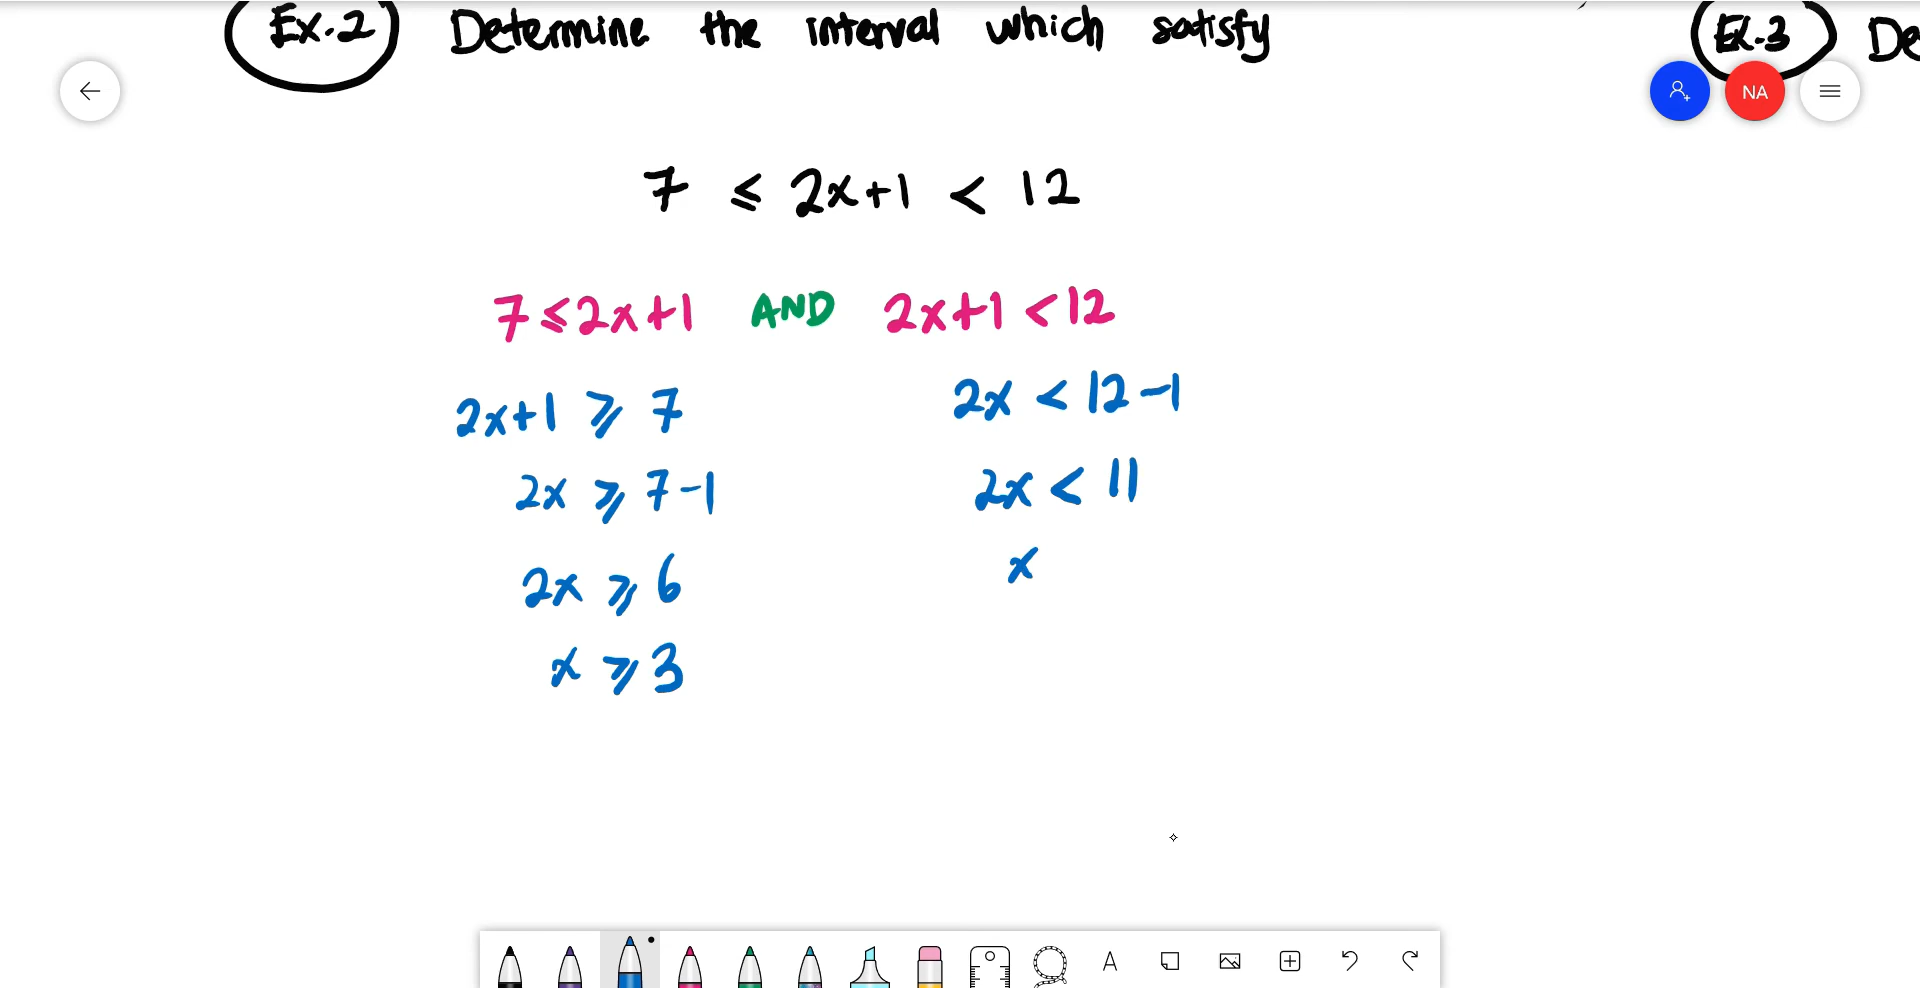 Ex.2 Determine the interval which satisfy
Ex.3 De
NA
7 ⩽ 2x+1 < 12
7 ⩽ 2x+1 AND 2x+1 < 12
2x+1 ⩾ 7
2x < 12-1
2x ⩾ 7-1
2x < 11
2x ⩾ 6
x
x ⩾ 3
A